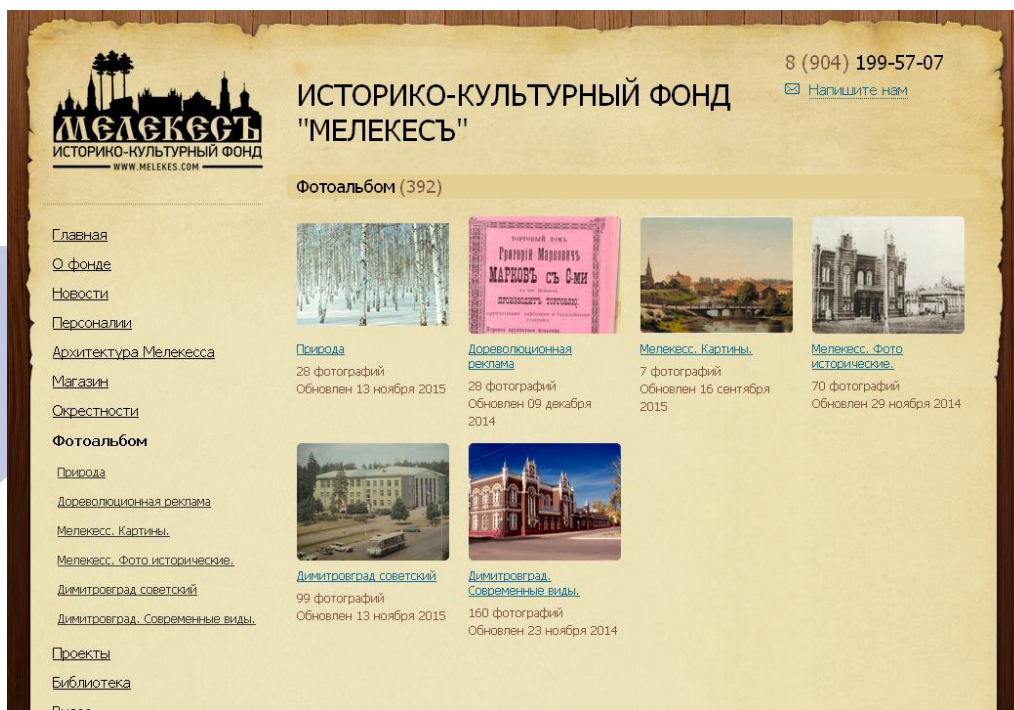 МЕЛЕКЕСЪ
ИСТОРИКО-КУЛЬТУРНЫЙ ФОНД
WWW.MELEKES.COM
ИСТОРИКО-КУЛЬТУРНЫЙ ФОНД
"МЕЛЕКЕСЪ"
8 (904) 199-57-07
Напишите нам
Главная
О фонде
Новости
Персоналии
Архитектура Мелекесса
Магазин
Окрестности
Фотоальбом
Природа
Дореволюционная реклама
Мелекесс. Картины.
Мелекесс. Фото исторические.
Димитровград советский
Димитровград. Современные виды.
Проекты
Библиотека
Фотоальбом (392)
Природа
28 фотографий
Обновлен 13 ноября 2015
торговый домъ
Григорій Марковичъ
МАРКОВЪ съ С-ми
производитъ торговлю:
Дореволюционная
реклама
28 фотографий
Обновлен 09 декабря
2014
Мелекесс. Картины.
7 фотографий
Обновлен 16 сентября
2015
Мелекесс. Фото
исторические.
70 фотографий
Обновлен 29 ноября 2014
Димитровград советский
99 фотографий
Обновлен 13 ноября 2015
Димитровград.
Современные виды.
160 фотографий
Обновлен 23 ноября 2014